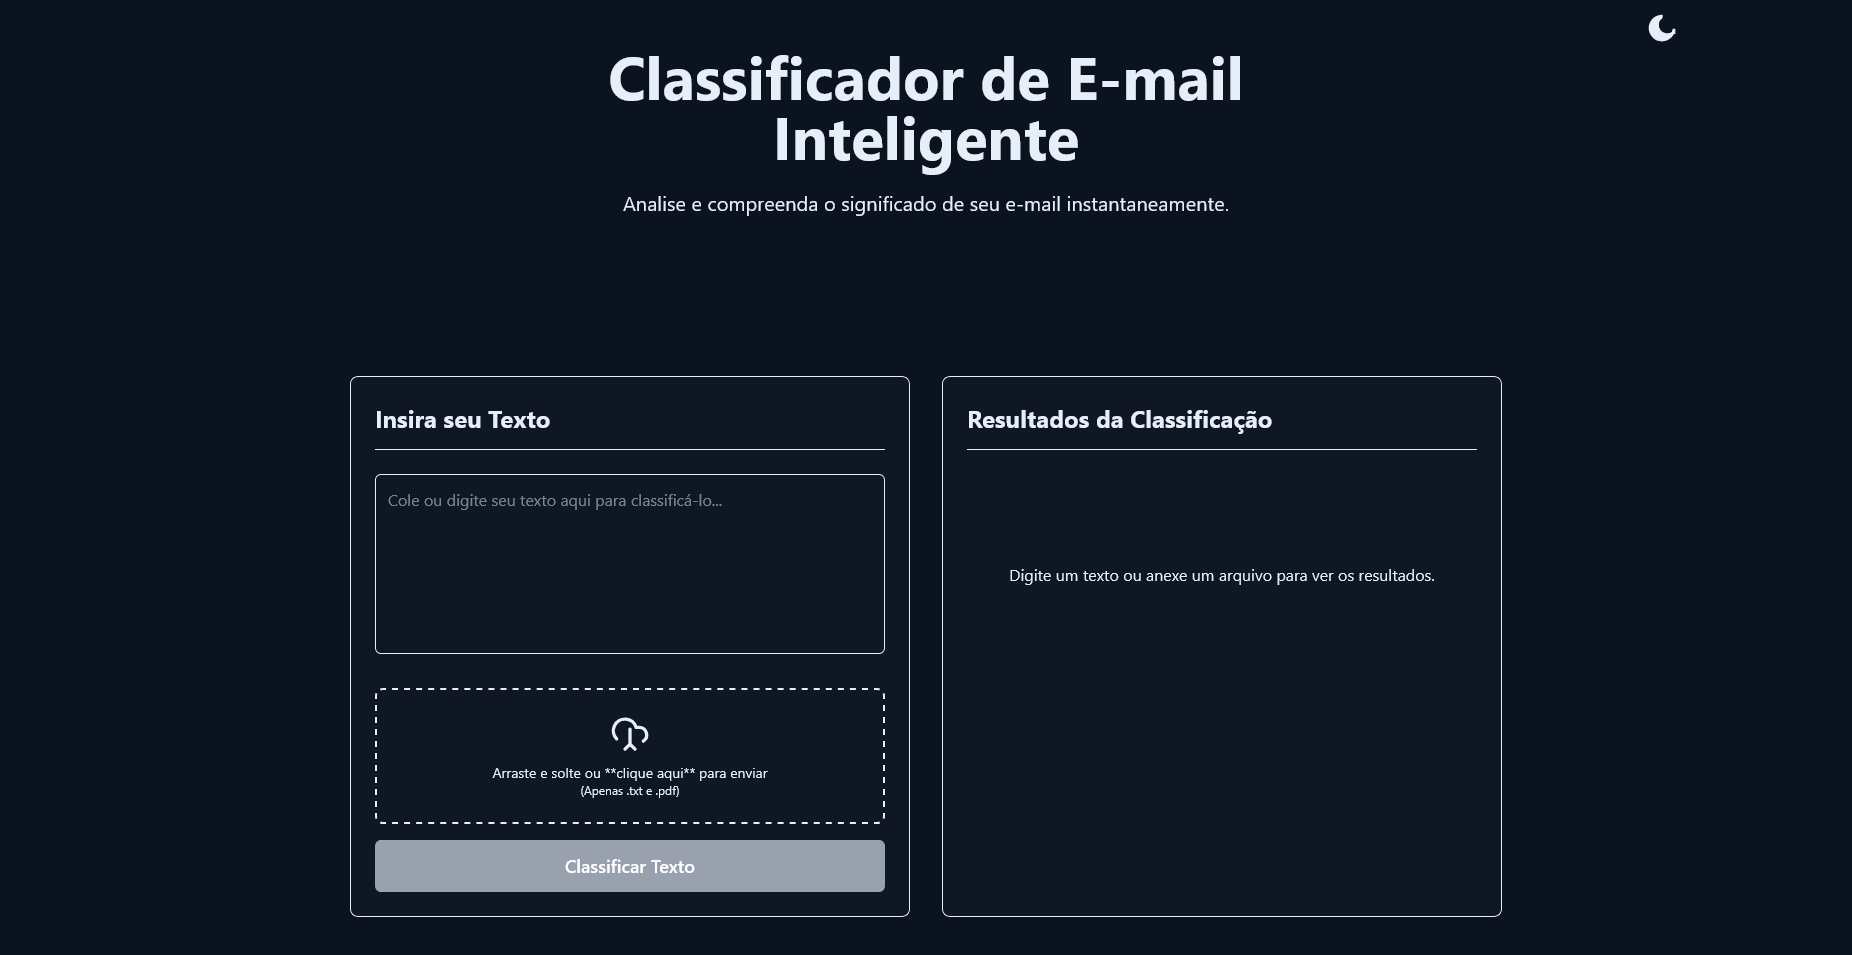 Classificador de E-mail
Inteligente
Analise e compreenda o significado de seu e-mail instantaneamente.
Insira seu Texto
Cole ou digite seu texto aqui para classificá-lo...
Arraste e solte ou **clique aqui** para enviar
(Apenas .txt e .pdf)
Classificar Texto
Resultados da Classificação
Digite um texto ou anexe um arquivo para ver os resultados.